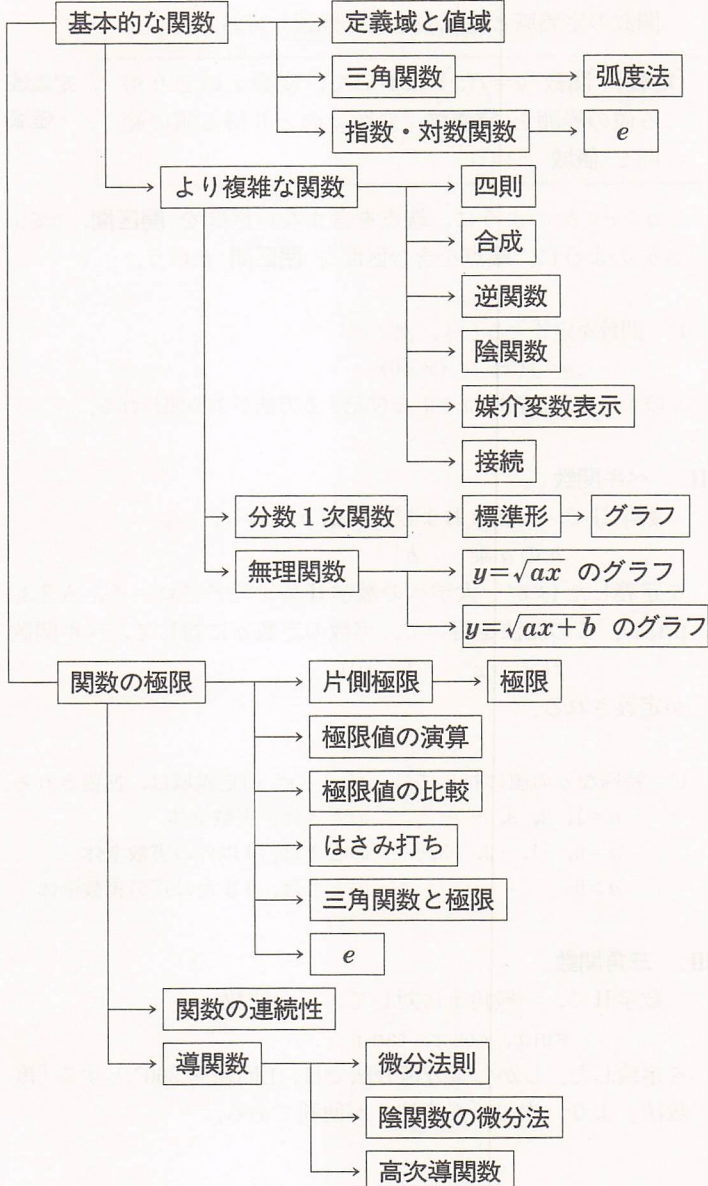 基本的な関数 定義域と値域
三角関数 弧度法
指数・対数関数 e
より複雑な関数 四則
合成
逆関数
陰関数
媒介変数表示
接続
分数1次関数 標準形 グラフ
無理関数 y=√ax のグラフ
y=√ax+b のグラフ
関数の極限 片側極限 極限
極限値の演算
極限値の比較
はさみ打ち
三角関数と極限
e
関数の連続性
導関数 微分法則
陰関数の微分法
高次導関数